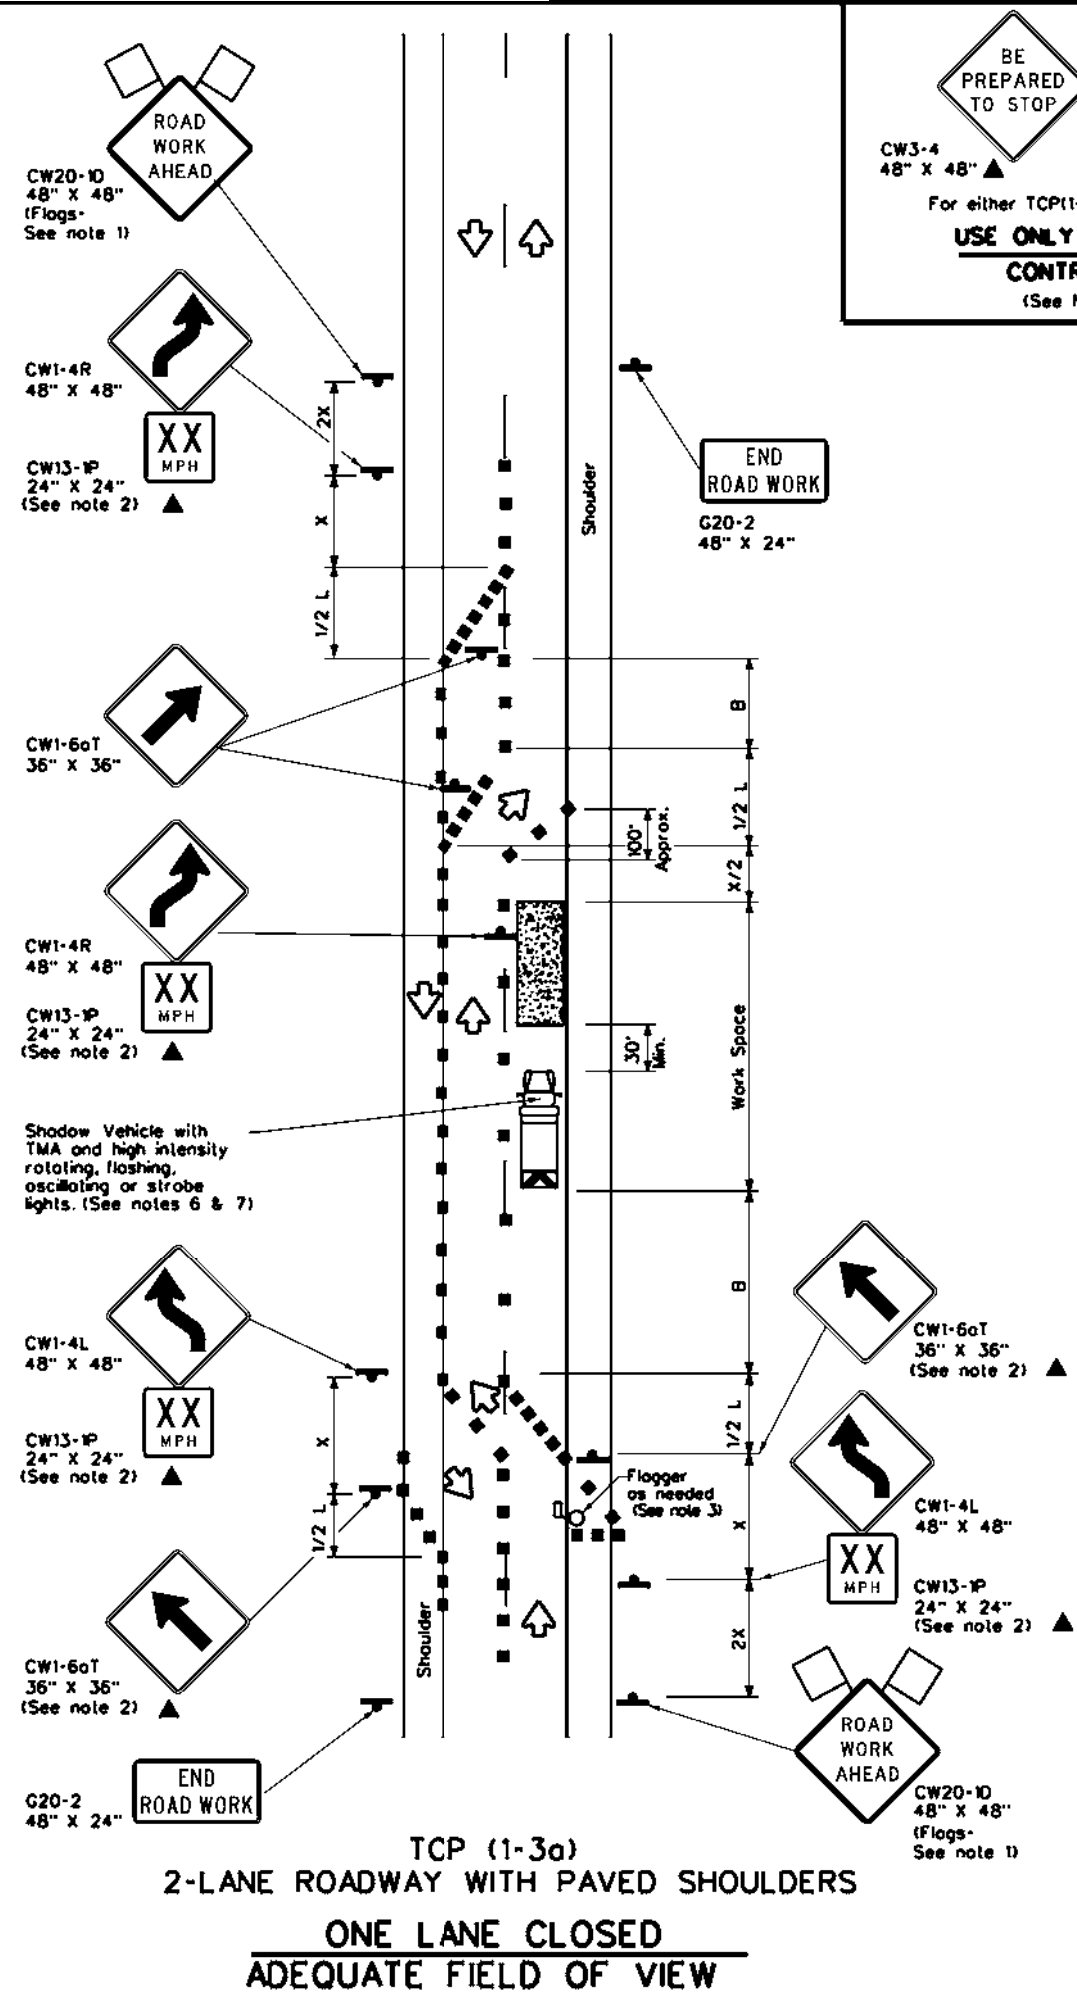 ROAD
WORK
AHEAD
CW20-1D
48" X 48"
(Flags-
See note 1)
CW1-4R
48" X 48"
XX
MPH
CW13-1P
24" X 24"
(See note 2)
CW1-6aT
36" X 36"
CW1-4R
48" X 48"
XX
MPH
CW13-1P
24" X 24"
(See note 2)
Shadow Vehicle with
TMA and high intensity
rotating, flashing,
oscillating or strobe
lights. (See notes 6 & 7)
CW1-4L
48" X 48"
XX
MPH
CW13-1P
24" X 24"
(See note 2)
CW1-6aT
36" X 36"
(See note 2)
END
ROAD WORK
G20-2
48" X 24"
2X
X
1/2 L
X
1/2 L
Shoulder
Shoulder
BE
PREPARED
TO STOP
CW3-4
48" X 48"
For either TCP(1-
USE ONLY
CONTR
(See
END
ROAD WORK
G20-2
48" X 24"
B
1/2 L
100'
Approx.
X/2
Work Space
30'
Min.
B
1/2 L
X
2X
Flagger
as needed
(See note 3)
CW1-6aT
36" X 36"
(See note 2)
CW1-4L
48" X 48"
XX
MPH
CW13-1P
24" X 24"
(See note 2)
ROAD
WORK
AHEAD
CW20-1D
48" X 48"
(Flags-
See note 1)
TCP (1-3a)
2-LANE ROADWAY WITH PAVED SHOULDERS
ONE LANE CLOSED
ADEQUATE FIELD OF VIEW